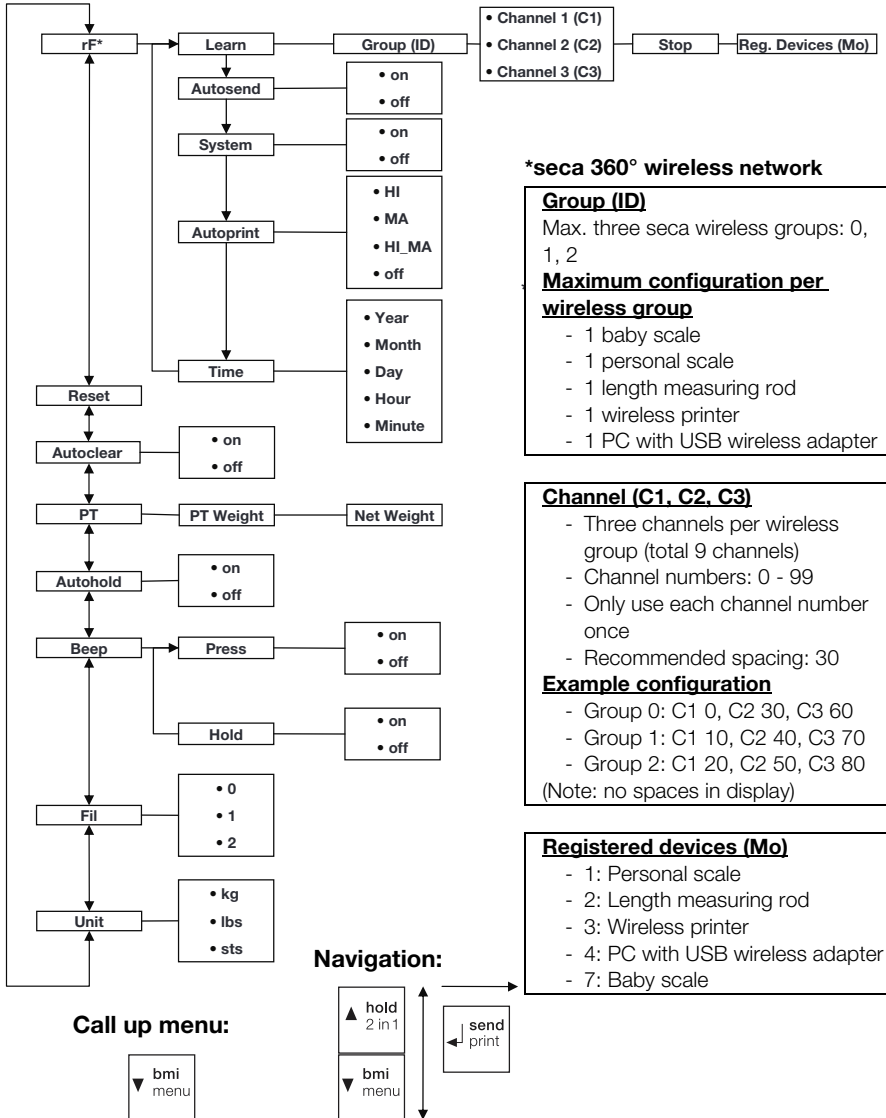 rF*
Learn
Group (ID)
• Channel 1 (C1)
• Channel 2 (C2)
• Channel 3 (C3)
Stop
Reg. Devices (Mo)
Autosend
• on
• off
System
• on
• off
Autoprint
• HI
• MA
• HI_MA
• off
Time
• Year
• Month
• Day
• Hour
• Minute
Reset
Autoclear
• on
• off
PT
PT Weight
Net Weight
Autohold
• on
• off
Beep
Press
• on
• off
Hold
• on
• off
Fil
• 0
• 1
• 2
Unit
• kg
• lbs
• sts
*seca 360° wireless network
Group (ID)
Max. three seca wireless groups: 0,
1, 2
Maximum configuration per
wireless group
- 1 baby scale
- 1 personal scale
- 1 length measuring rod
- 1 wireless printer
- 1 PC with USB wireless adapter
Channel (C1, C2, C3)
- Three channels per wireless
group (total 9 channels)
- Channel numbers: 0 - 99
- Only use each channel number
once
- Recommended spacing: 30
Example configuration
- Group 0: C1 0, C2 30, C3 60
- Group 1: C1 10, C2 40, C3 70
- Group 2: C1 20, C2 50, C3 80
(Note: no spaces in display)
Registered devices (Mo)
- 1: Personal scale
- 2: Length measuring rod
- 3: Wireless printer
- 4: PC with USB wireless adapter
- 7: Baby scale
Call up menu:
bmi
menu
Navigation:
hold
2 in 1
bmi
menu
send
print